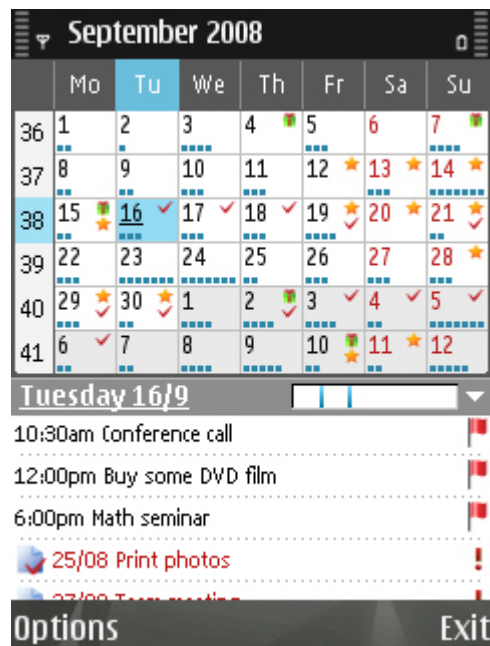 September 2008
Mo Tu We Th Fr Sa Su
36 1 2 3 4 5 6 7
37 8 9 10 11 12 13 14
38 15 16 17 18 19 20 21
39 22 23 24 25 26 27 28
40 29 30 1 2 3 4 5
41 6 7 8 9 10 11 12
Tuesday 16/9
10:30am Conference call
12:00pm Buy some DVD film
6:00pm Math seminar
25/08 Print photos
27/08 Team meeting
Options Exit